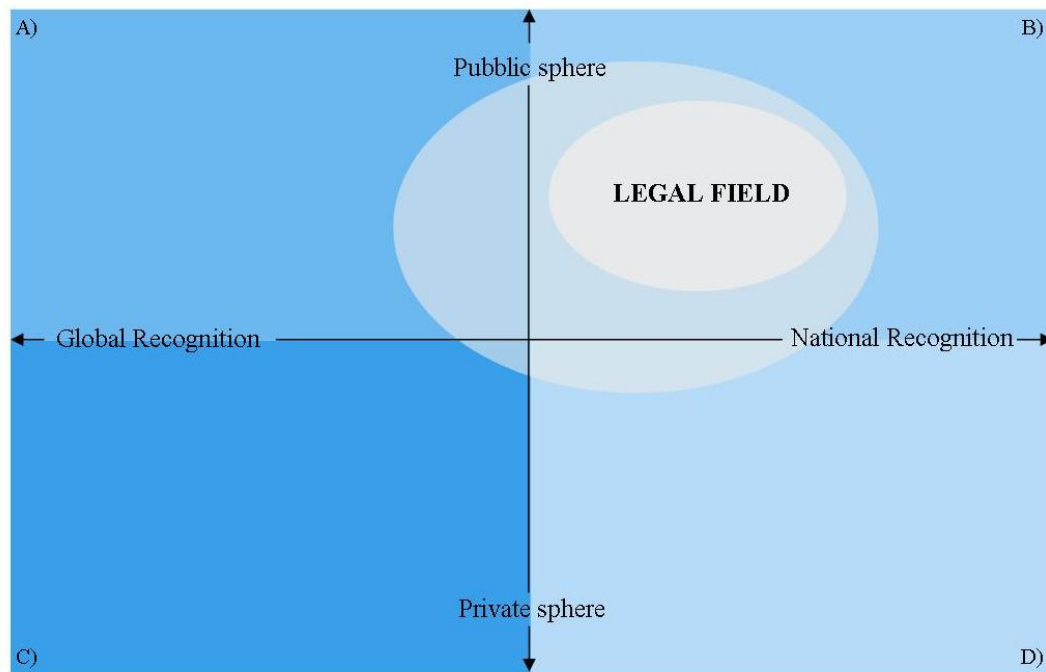 A)
B)
Pubblic sphere
LEGAL FIELD
Global Recognition
National Recognition
Private sphere
C)
D)